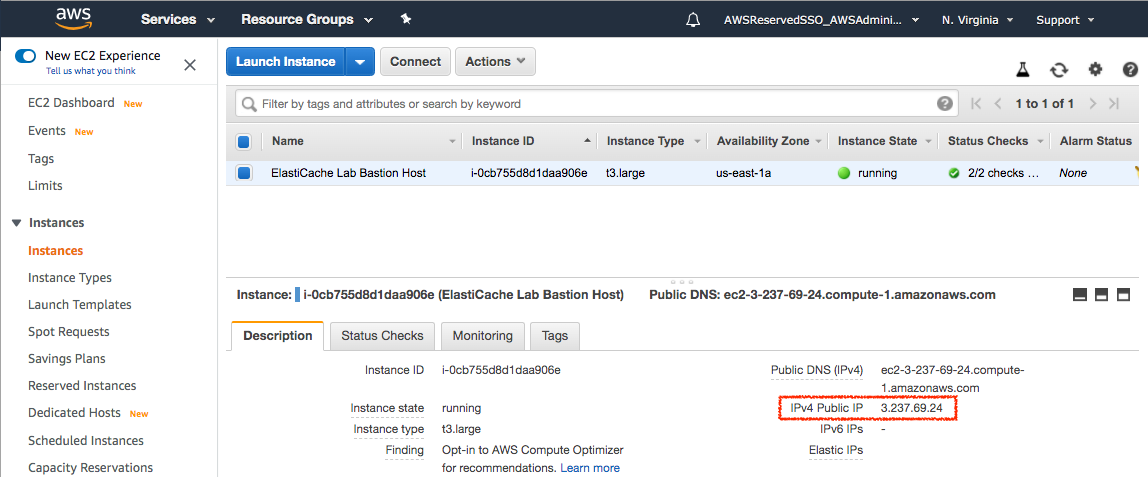 aws Services Resource Groups AWSReservedSSO_AWSAdmini... N. Virginia Support
New EC2 Experience
Tell us what you think
EC2 Dashboard New
Events New
Tags
Limits
Instances
Instances
Instance Types
Launch Templates
Spot Requests
Savings Plans
Reserved Instances
Dedicated Hosts New
Scheduled Instances
Capacity Reservations
Launch Instance Connect Actions
Filter by tags and attributes or search by keyword 1 to 1 of 1
Name Instance ID Instance Type Availability Zone Instance State Status Checks Alarm Status
ElastiCache Lab Bastion Host i-0cb755d8d1daa906e t3.large us-east-1a running 2/2 checks ... None
Instance: i-0cb755d8d1daa906e (ElastiCache Lab Bastion Host) Public DNS: ec2-3-237-69-24.compute-1.amazonaws.com
Description Status Checks Monitoring Tags
Instance ID i-0cb755d8d1daa906e Public DNS (IPv4) ec2-3-237-69-24.compute-
1.amazonaws.com
Instance state running IPv4 Public IP 3.237.69.24
Instance type t3.large IPv6 IPs -
Finding Opt-in to AWS Compute Optimizer Elastic IPs
for recommendations. Learn more